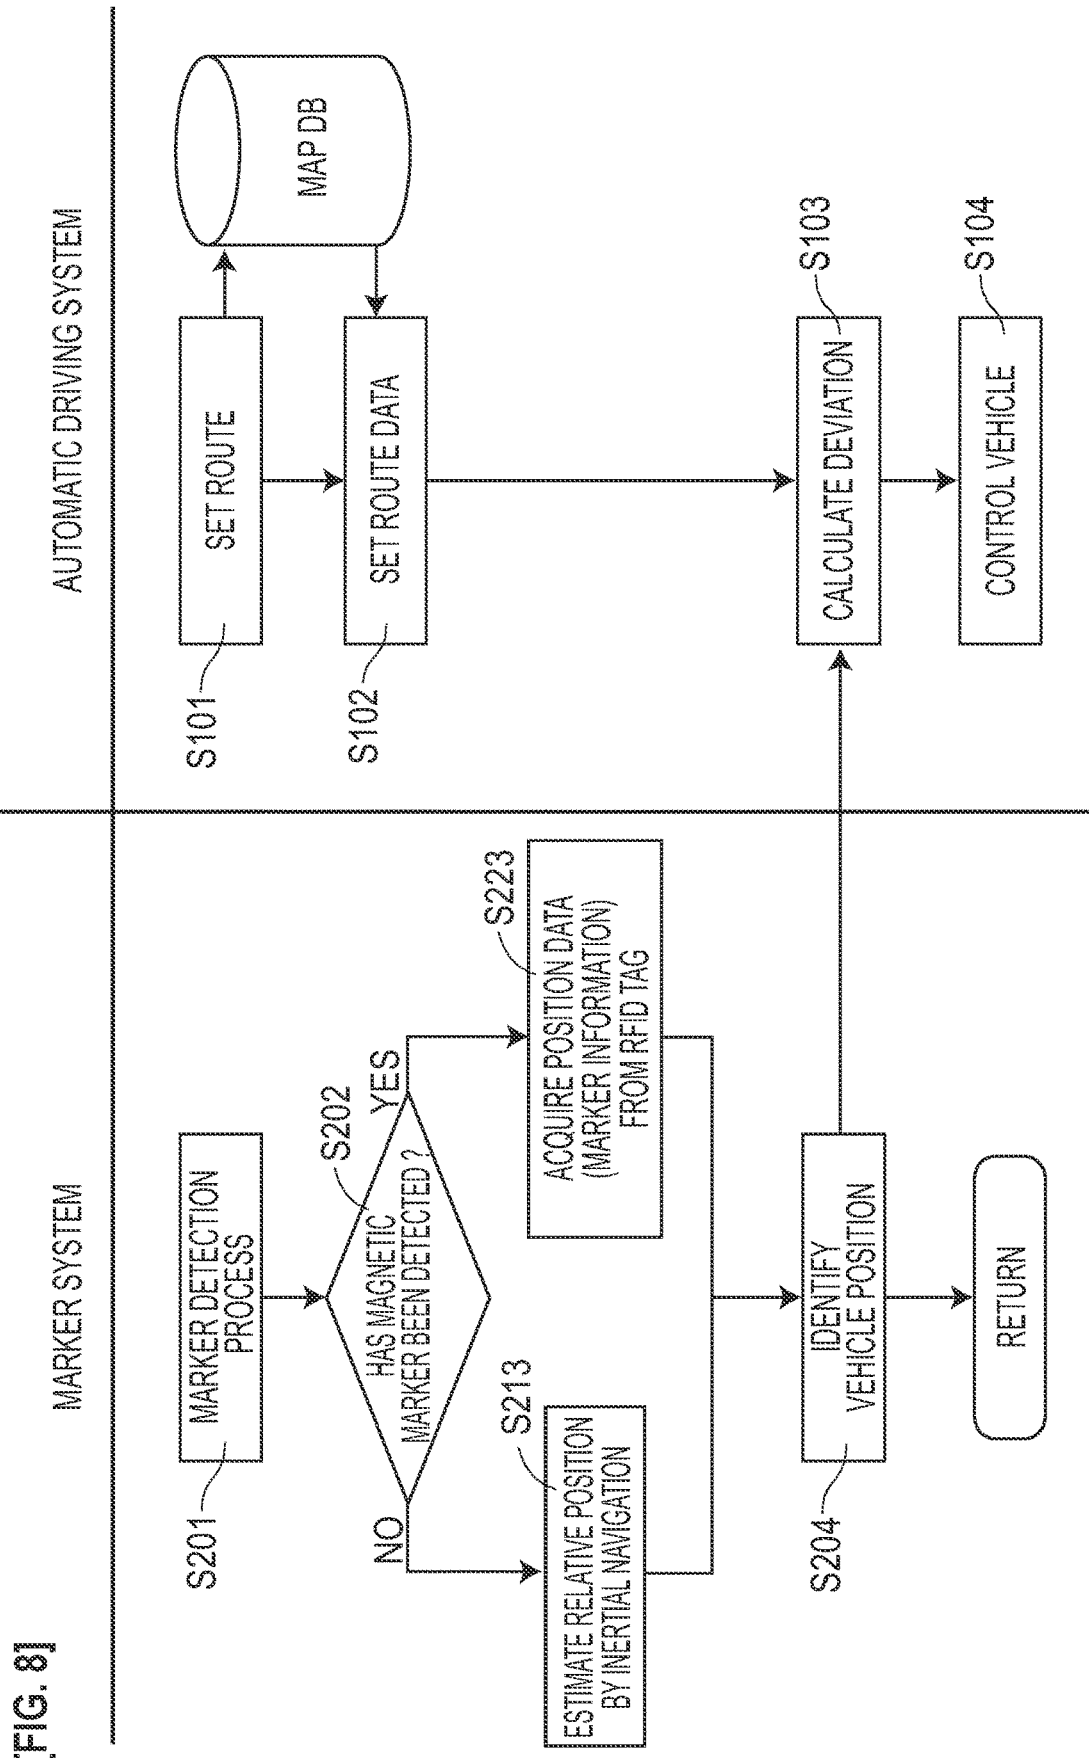 [FIG. 8]
MARKER SYSTEM
AUTOMATIC DRIVING SYSTEM
S201
MARKER DETECTION
PROCESS
S202
HAS MAGNETIC
MARKER BEEN DETECTED ?
NO
YES
S213
ESTIMATE RELATIVE POSITION
BY INERTIAL NAVIGATION
S223
ACQUIRE POSITION DATA
(MARKER INFORMATION)
FROM RFID TAG
S204
IDENTIFY
VEHICLE POSITION
RETURN
S101
SET ROUTE
MAP DB
S102
SET ROUTE DATA
S103
CALCULATE DEVIATION
S104
CONTROL VEHICLE